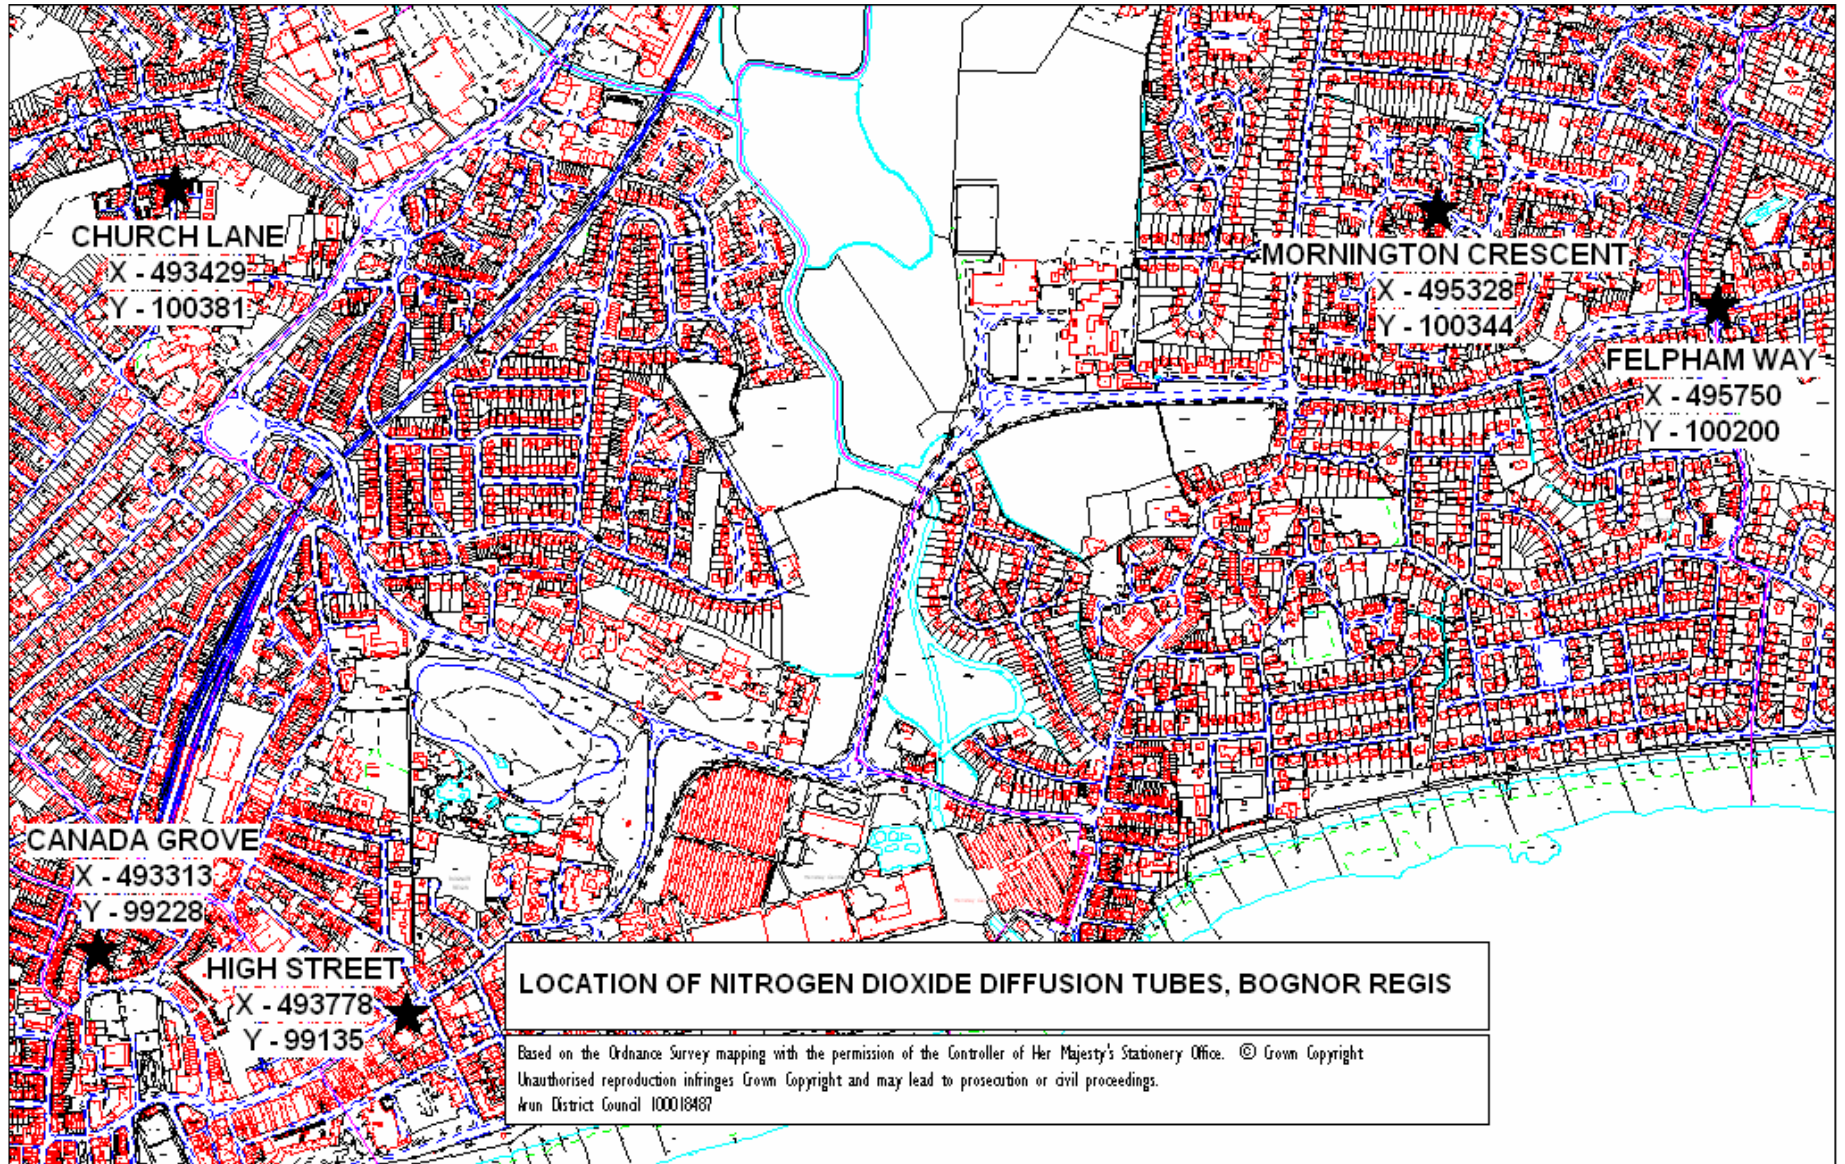 CHURCH LANE
X - 493429
Y - 100381
MORNINGTON CRESCENT
X - 495328
Y - 100344
FELPHAM WAY
X - 495750
Y - 100200
CANADA GROVE
X - 493313
Y - 99228
HIGH STREET
X - 493778
Y - 99135
LOCATION OF NITROGEN DIOXIDE DIFFUSION TUBES, BOGNOR REGIS
Based on the Ordnance Survey mapping with the permission of the Controller of Her Majesty's Stationery Office. © Crown Copyright
Unauthorised reproduction infringes Crown Copyright and may lead to prosecution or civil proceedings.
Arun District Council 100018487